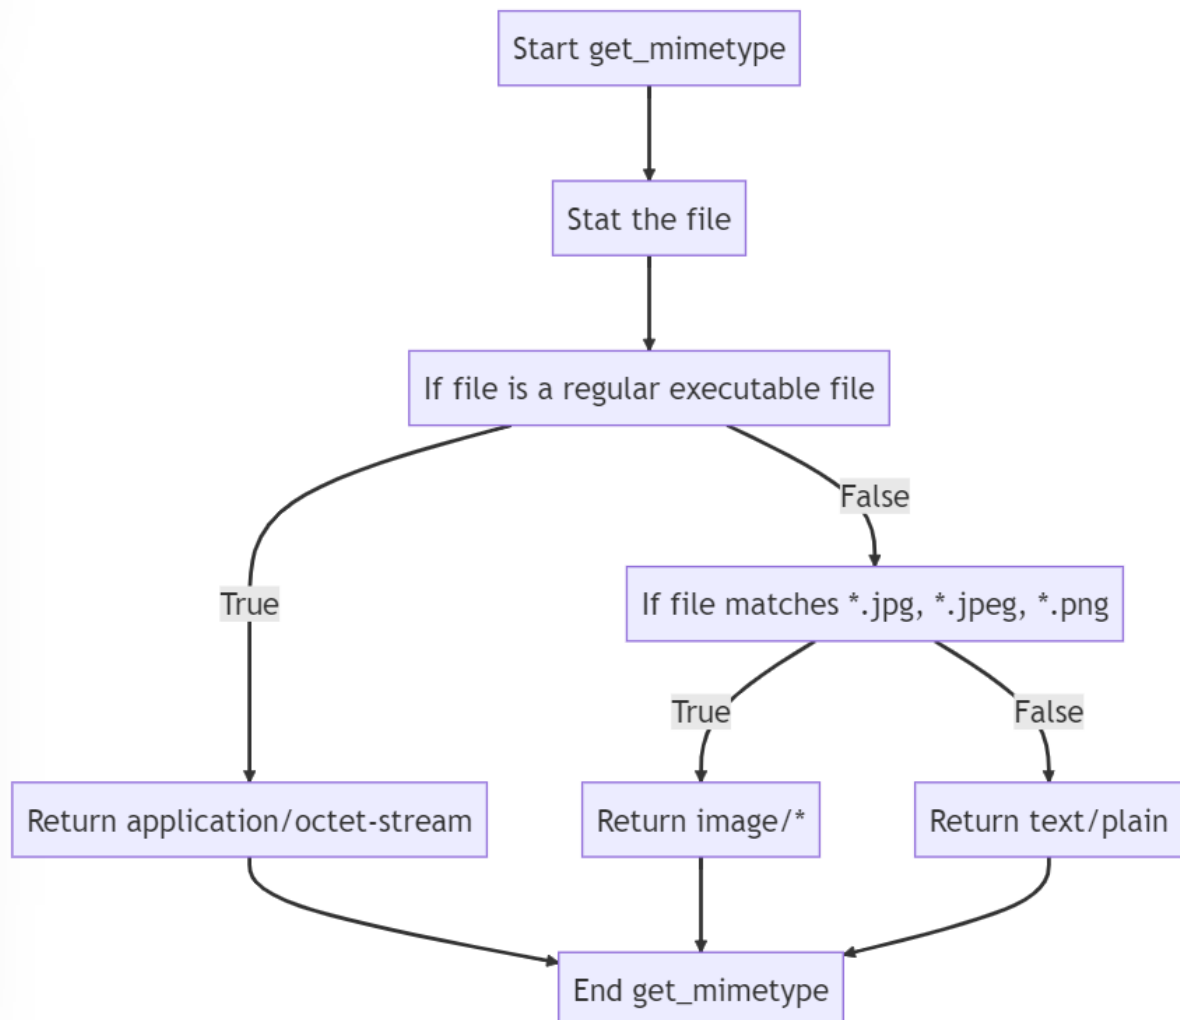 Start get_mimetype
Stat the file
If file is a regular executable file
False
True
If file matches *.jpg, *.jpeg, *.png
True
False
Return application/octet-stream
Return image/*
Return text/plain
End get_mimetype